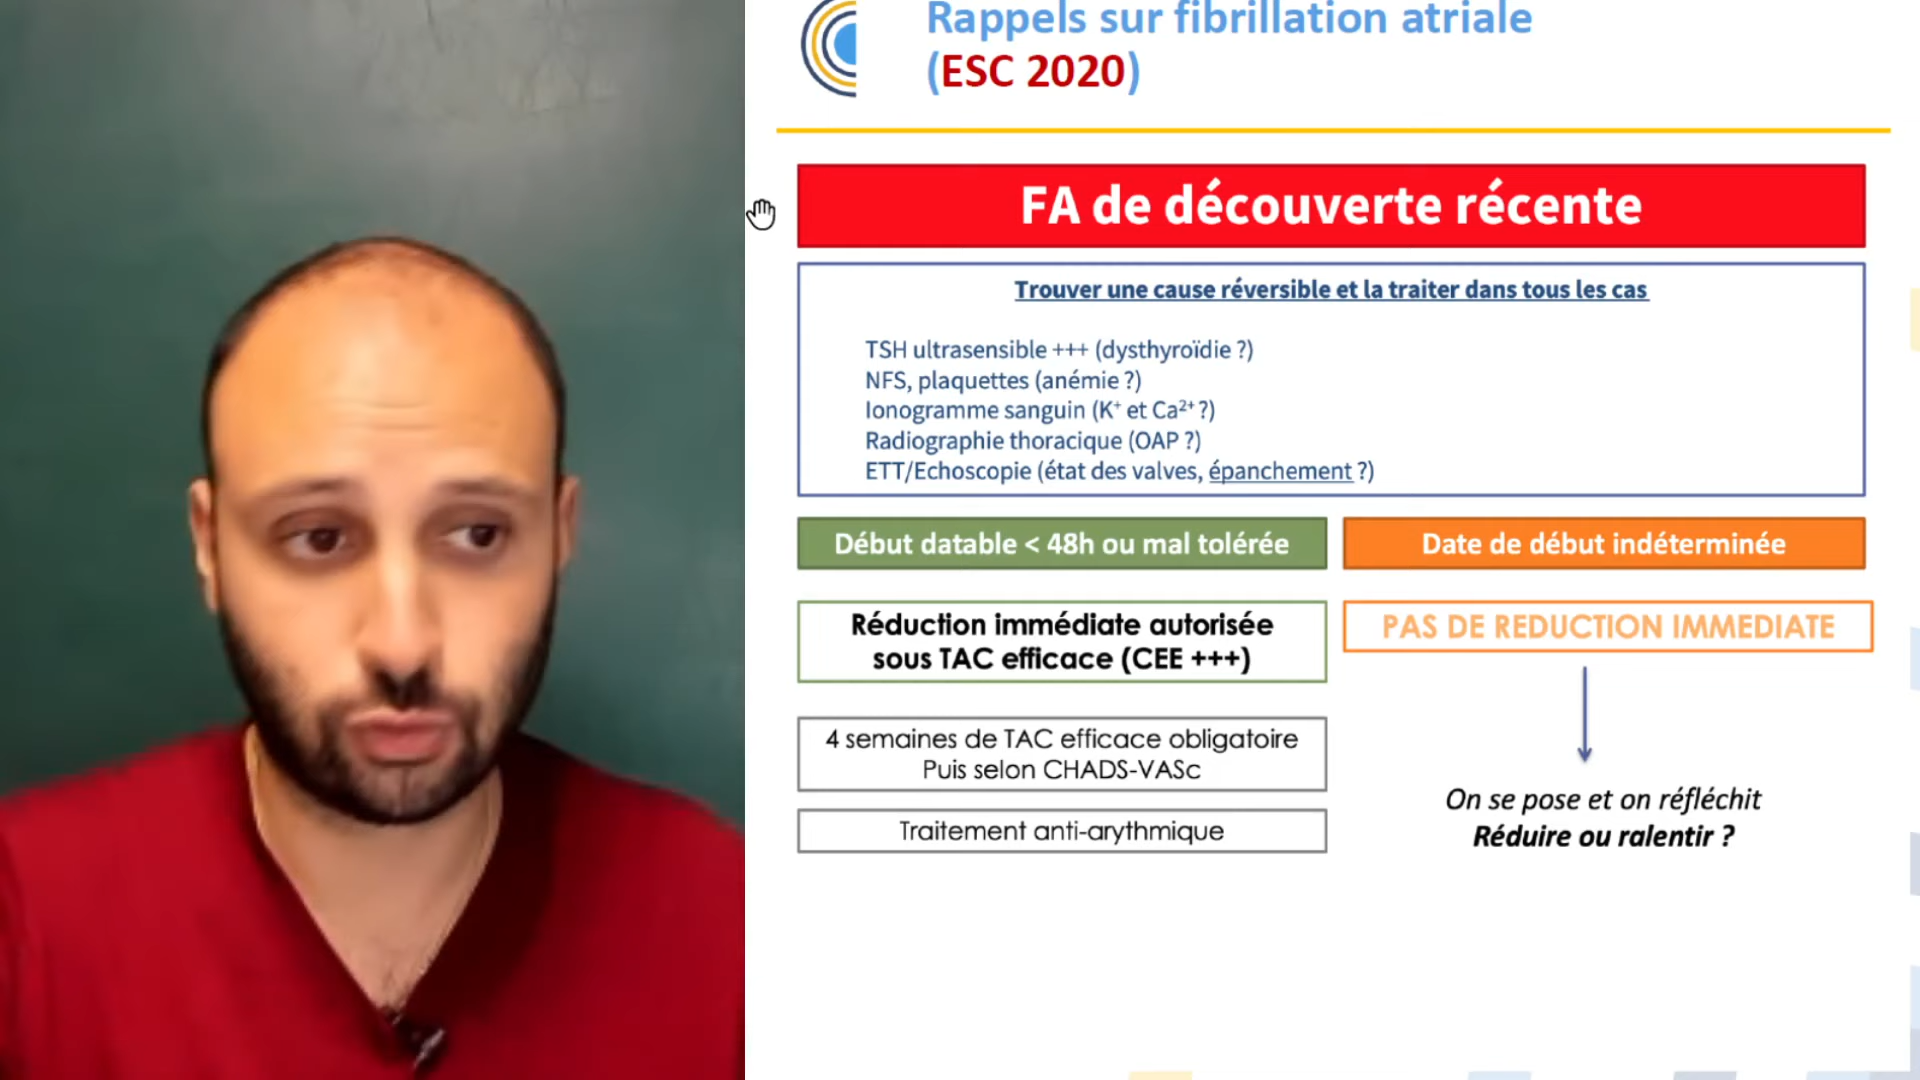 Rappels sur fibrillation atriale
(ESC 2020)
FA de découverte récente
Trouver une cause réversible et la traiter dans tous les cas
TSH ultrasensible +++ (dysthyroïdie ?)
NFS, plaquettes (anémie ?)
Ionogramme sanguin (K⁺ et Ca²⁺ ?)
Radiographie thoracique (OAP ?)
ETT/Echoscopie (état des valves, épanchement ?)
Début datable < 48h ou mal tolérée
Date de début indéterminée
Réduction immédiate autorisée
sous TAC efficace (CEE +++)
PAS DE REDUCTION IMMEDIATE
4 semaines de TAC efficace obligatoire
Puis selon CHADS-VASc
Traitement anti-arythmique
On se pose et on réfléchit
Réduire ou ralentir ?